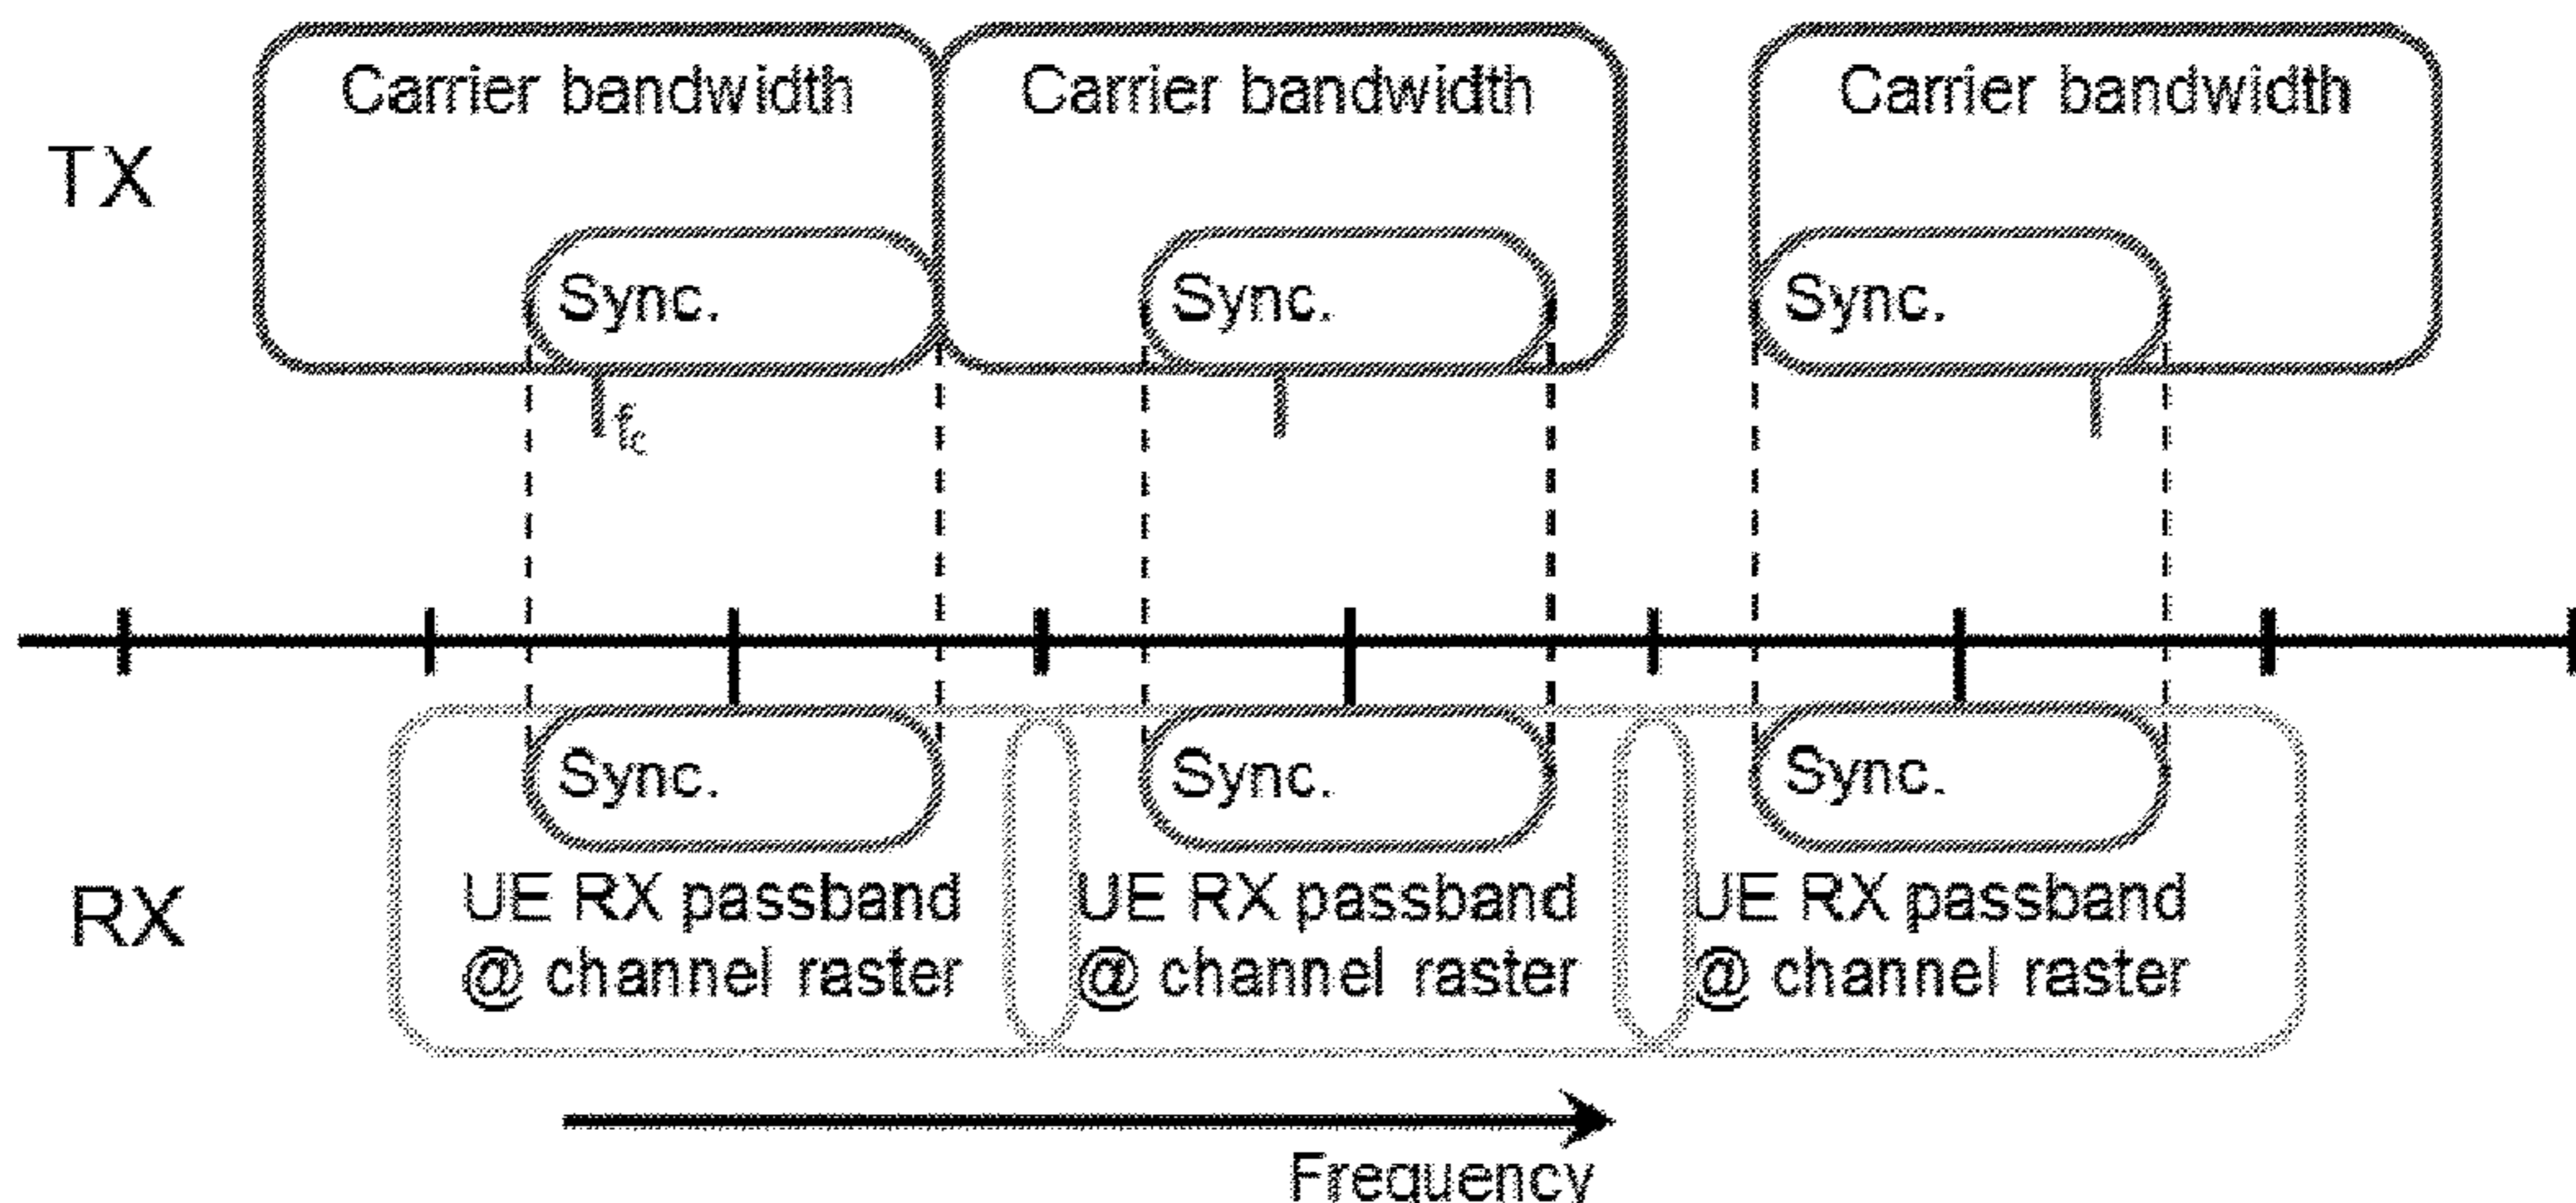 Carrier bandwidth Carrier bandwidth Carrier bandwidth
TX
Sync. Sync. Sync.
fc
Sync. Sync. Sync.
RX
UE RX passband UE RX passband UE RX passband
@ channel raster @ channel raster @ channel raster
Frequency